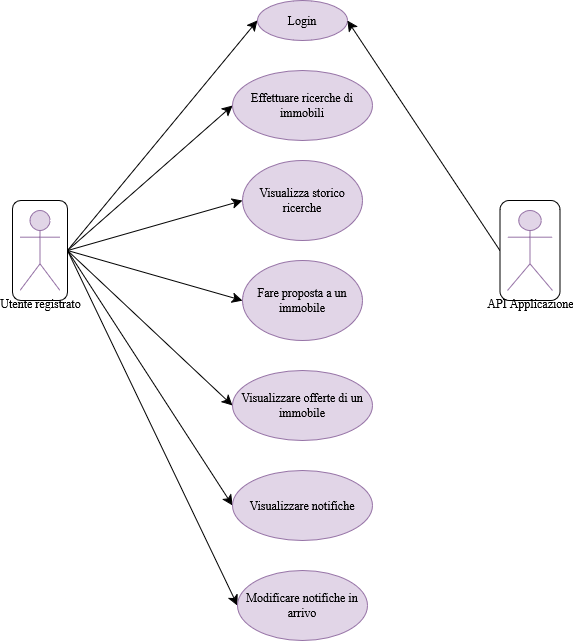 Login
Effettuare ricerche di
immobili
Visualizza storico
ricerche
Utente registrato
API Applicazione
Fare proposta a un
immobile
Visualizzare offerte di un
immobile
Visualizzare notifiche
Modificare notifiche in
arrivo